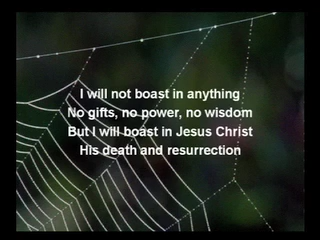 I will not boast in anything
No gifts, no power, no wisdom
But I will boast in Jesus Christ
His death and resurrection